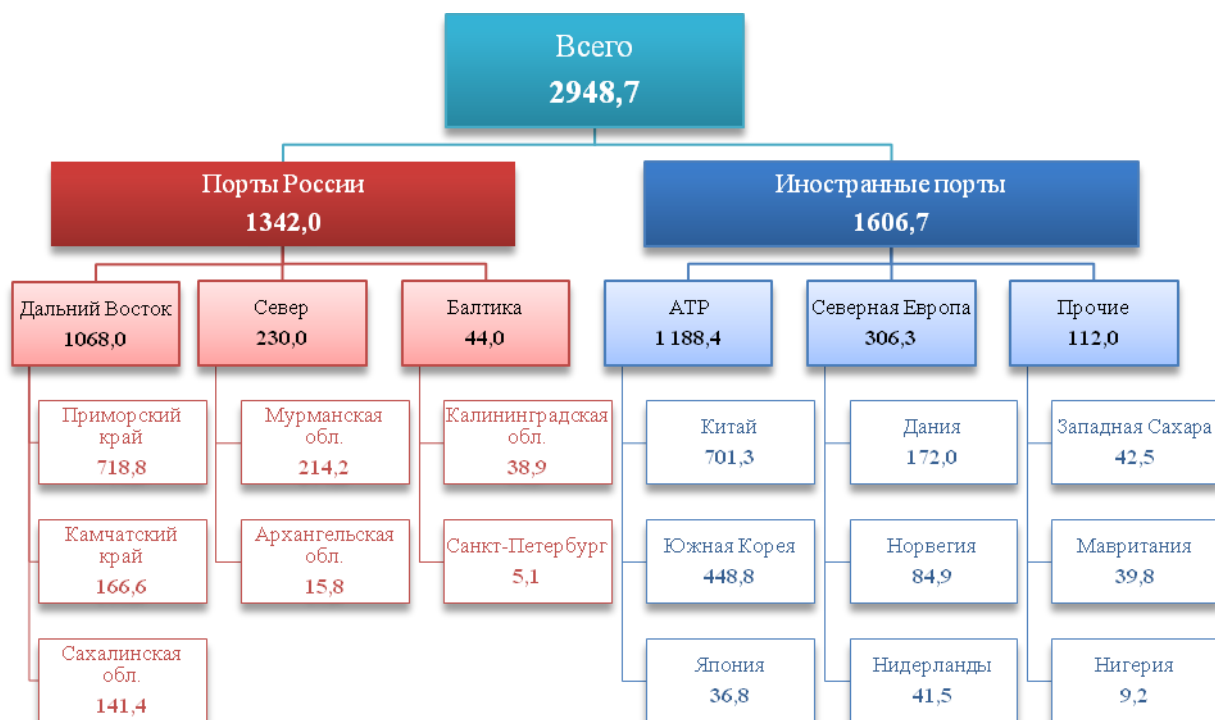 Всего
2948,7
Порты России
1342,0
Иностранные порты
1606,7
Дальний Восток
1068,0
Север
230,0
Балтика
44,0
АТР
1 188,4
Северная Европа
306,3
Прочие
112,0
Приморский
край
718,8
Мурманская
обл.
214,2
Калининградская
обл.
38,9
Китай
701,3
Дания
172,0
Западная Сахара
42,5
Камчатский
край
166,6
Архангельская
обл.
15,8
Санкт-Петербург
5,1
Южная Корея
448,8
Норвегия
84,9
Мавритания
39,8
Сахалинская
обл.
141,4
Япония
36,8
Нидерланды
41,5
Нигерия
9,2